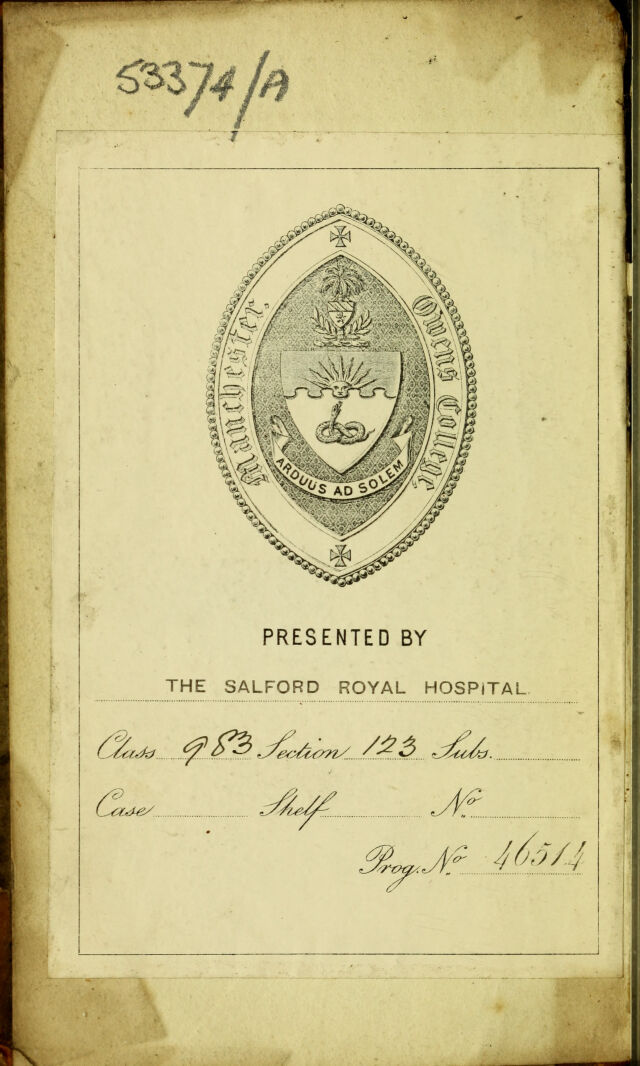 53374/A
Owens College,
Manchester.
ARDUUS AD SOLEM
PRESENTED BY
THE SALFORD ROYAL HOSPITAL.
Class 983 Section 123 Subs.
Case Shelf No.
Prog. No. 46514